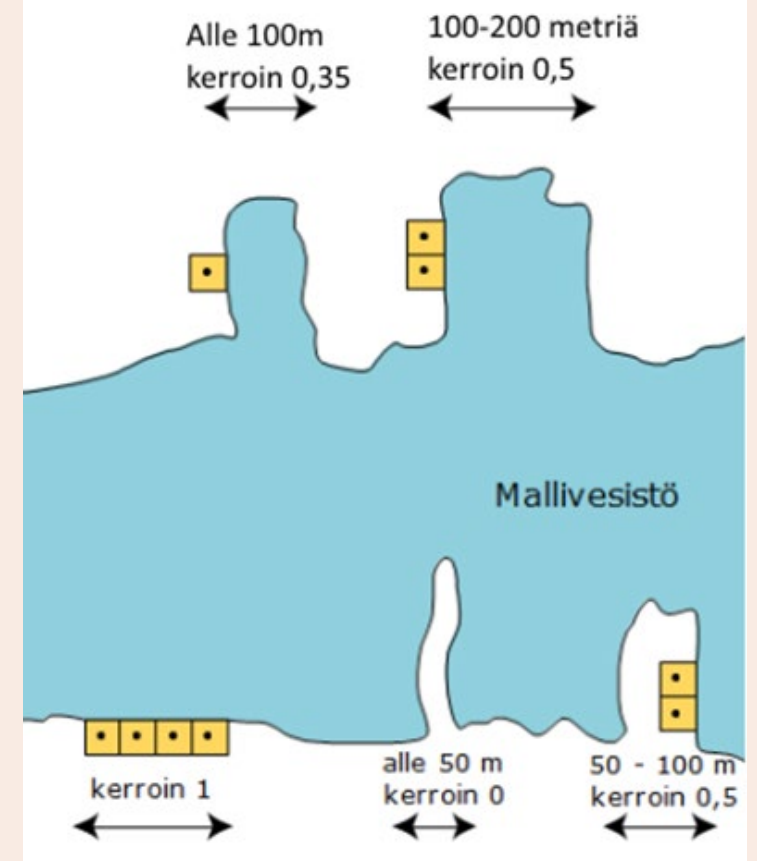 Alle 100m
kerroin 0,35
100-200 metriä
kerroin 0,5
Mallivesistö
kerroin 1
alle 50 m
kerroin 0
50 - 100 m
kerroin 0,5